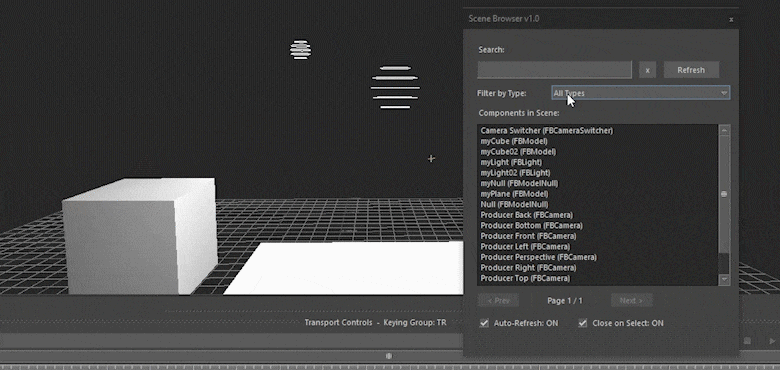 Scene Browser v1.0
x
Search:
x
Refresh
Filter by Type:
All Types
Components in Scene:
Camera Switcher (FBCameraSwitcher)
myCube (FBModel)
myCube02 (FBModel)
myLight (FBLight)
myLight02 (FBLight)
myNull (FBModelNull)
myPlane (FBModel)
Null (FBModelNull)
Producer Back (FBCamera)
Producer Bottom (FBCamera)
Producer Front (FBCamera)
Producer Left (FBCamera)
Producer Perspective (FBCamera)
Producer Right (FBCamera)
Producer Top (FBCamera)
< Prev
Page 1 / 1
Next >
Transport Controls - Keying Group: TR
Auto-Refresh: ON
Close on Select: ON